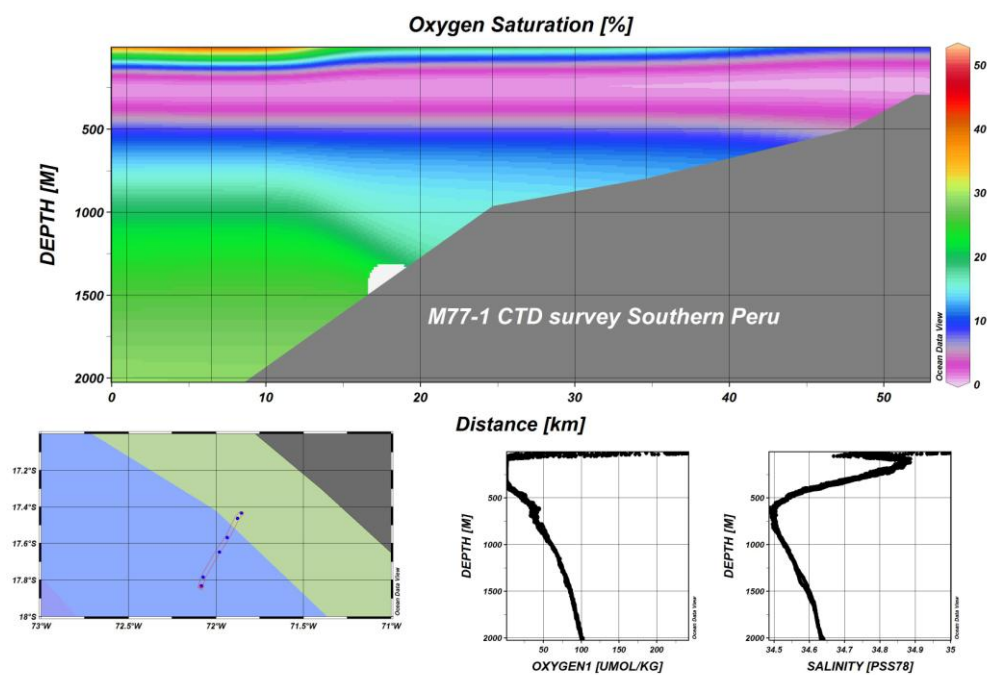 Oxygen Saturation [%]
DEPTH [M]
500
1000
1500
2000
0
10
20
30
40
50
50
40
30
20
10
0
Ocean Data View
M77-1 CTD survey Southern Peru
Distance [km]
17.2°S
17.4°S
17.6°S
17.8°S
18°S
73°W
72.5°W
72°W
71.5°W
71°W
Ocean Data View
DEPTH [M]
500
1000
1500
2000
50
100
150
200
OXYGEN1 [UMOL/KG]
Ocean Data View
DEPTH [M]
500
1000
1500
2000
34.5
34.6
34.7
34.8
34.9
35
SALINITY [PSS78]
Ocean Data View